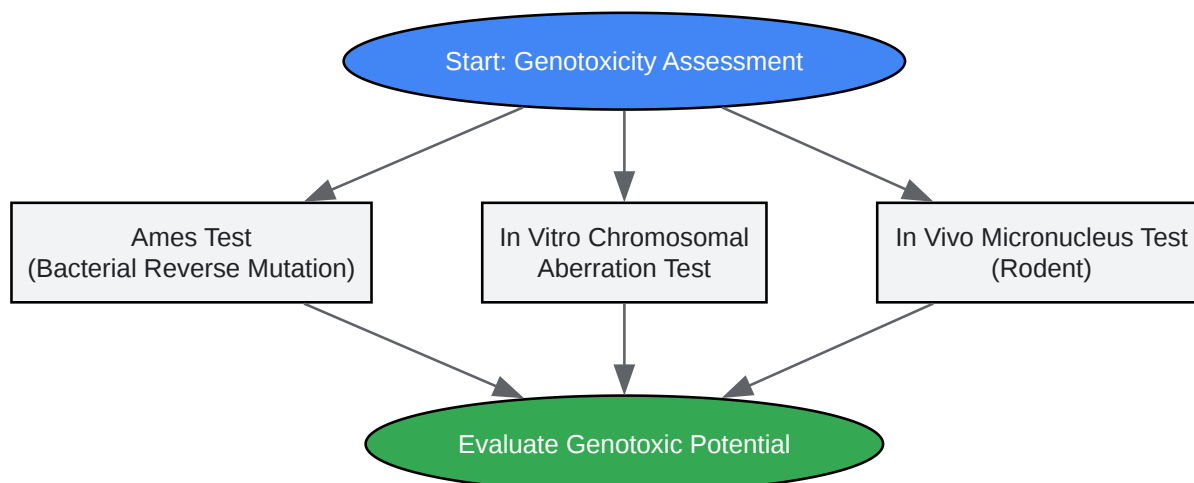 Start: Genotoxicity Assessment
Ames Test
(Bacterial Reverse Mutation)
In Vitro Chromosomal
Aberration Test
In Vivo Micronucleus Test
(Rodent)
Evaluate Genotoxic Potential